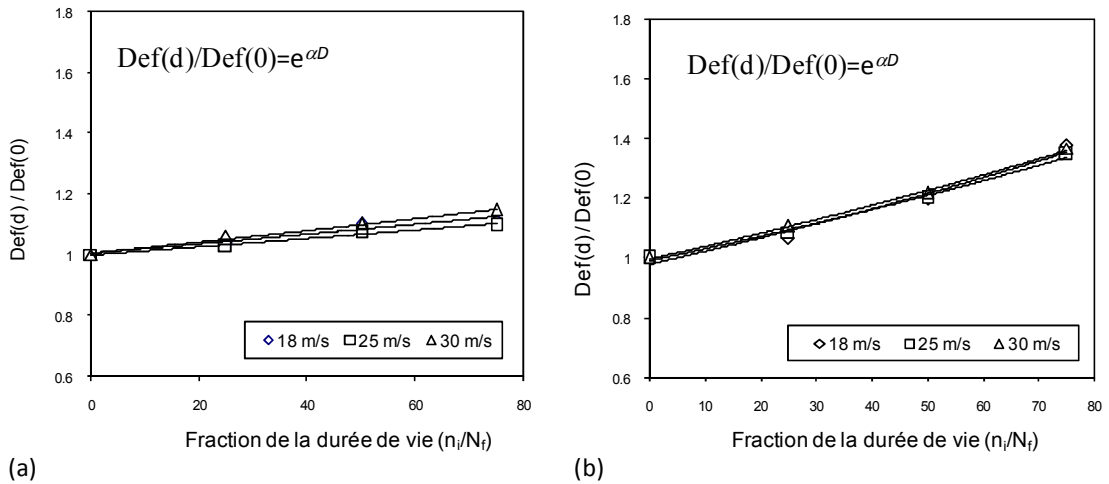 1.8
1.6
1.4
1.2
1
0.8
0.6
Def(d) / Def(0)
Def(d)/Def(0)=e^{αD}
18 m/s 25 m/s 30 m/s
0 20 40 60 80
Fraction de la durée de vie (n_i/N_f)
(a)
1.8
1.6
1.4
1.2
1
0.8
0.6
Def(d) / Def(0)
Def(d)/Def(0)=e^{αD}
18 m/s 25 m/s 30 m/s
0 10 20 30 40 50 60 70 80
Fraction de la durée de vie (n_i/N_f)
(b)